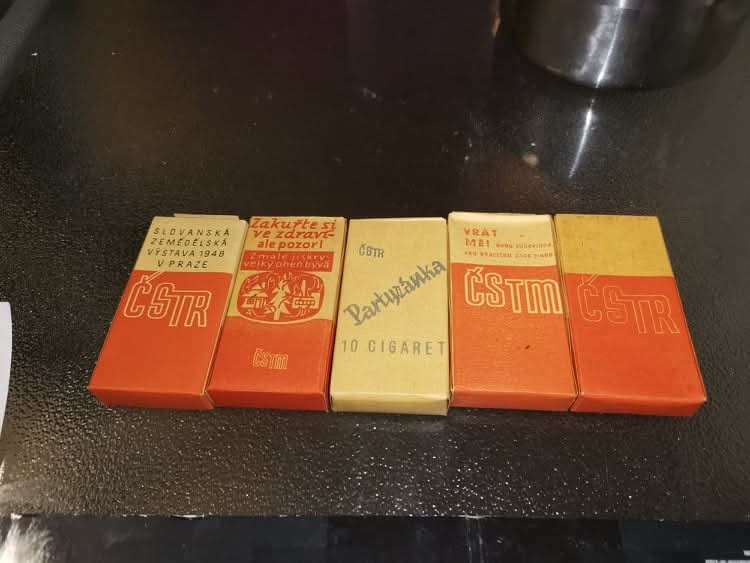 SLOVANSKÁ
ZEMĚDĚLSKÁ
VÝSTAVA 1948
V PRAZE
ČSTR
Zakuřte si
ve zdraví-
ale pozor!
Z malé jiskry-
velký oheň bývá
ČSTM
ČSTR
Partyzánka
10 CIGARET
VRAŤ
MĚ!
ČSTM
ČSTR